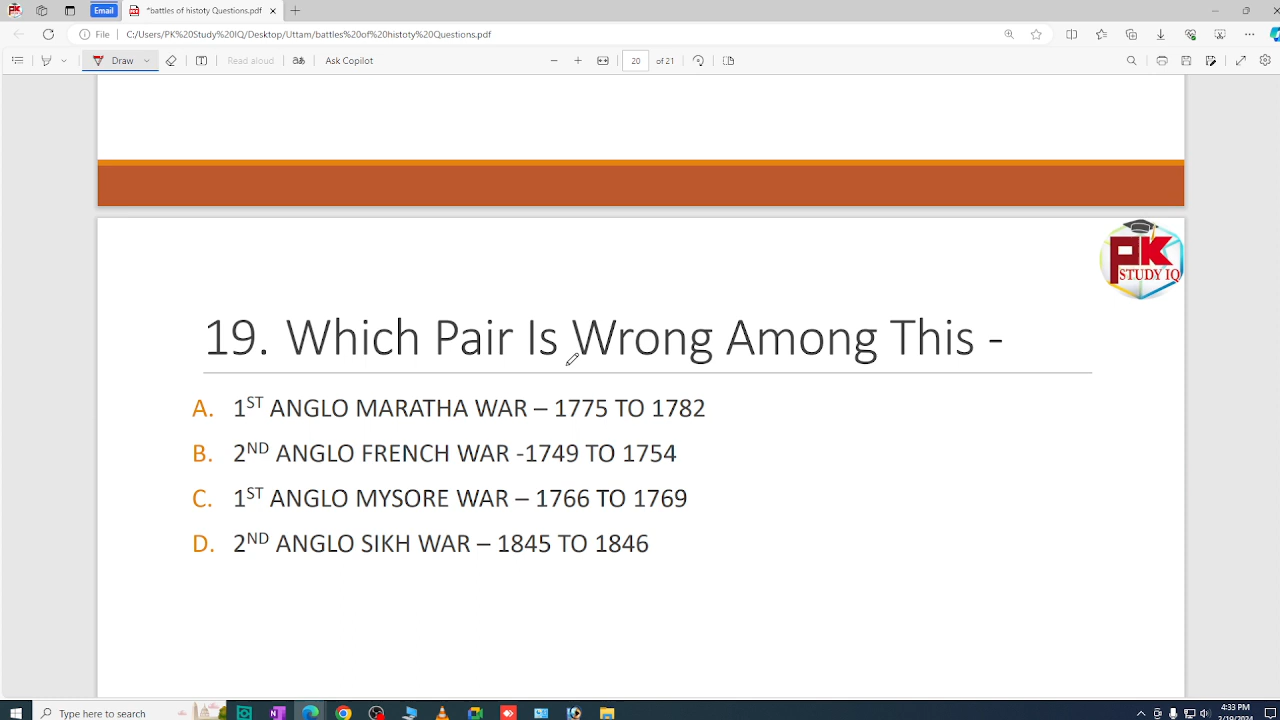 Email
*battles of histoty Questions.pdf
File
C:/Users/PK%20Study%20IQ/Desktop/Uttam/battles%20of%20histoty%20Questions.pdf
Draw
Read aloud
Ask Copilot
20 of 21
PK
STUDY IQ
19. Which Pair Is Wrong Among This -
A. 1ST ANGLO MARATHA WAR – 1775 TO 1782
B. 2ND ANGLO FRENCH WAR -1749 TO 1754
C. 1ST ANGLO MYSORE WAR – 1766 TO 1769
D. 2ND ANGLO SIKH WAR – 1845 TO 1846
Type here to search
4:33 PM